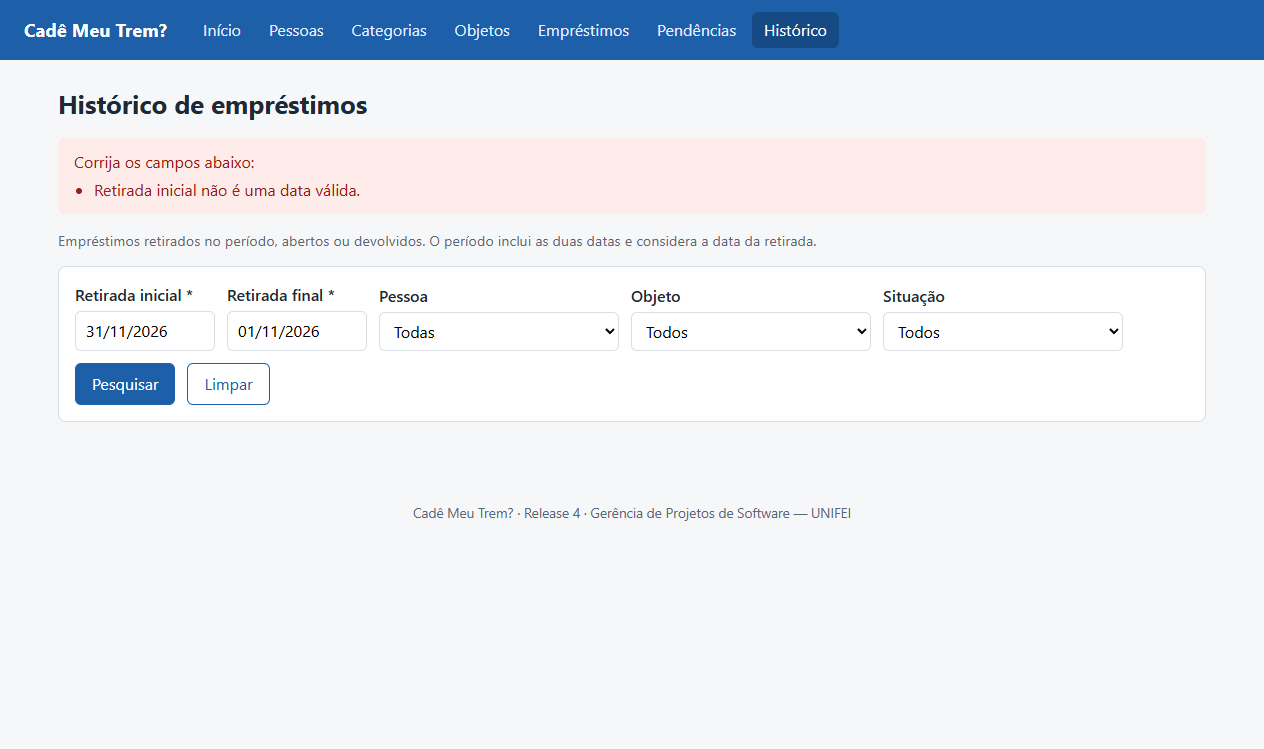 Cadê Meu Trem? Início Pessoas Categorias Objetos Empréstimos Pendências Histórico
Histórico de empréstimos
Corrija os campos abaixo:
• Retirada inicial não é uma data válida.
Empréstimos retirados no período, abertos ou devolvidos. O período inclui as duas datas e considera a data da retirada.
Retirada inicial * Retirada final * Pessoa Objeto Situação
31/11/2026 01/11/2026 Todas Todos Todos
Pesquisar Limpar
Cadê Meu Trem? · Release 4 · Gerência de Projetos de Software — UNIFEI